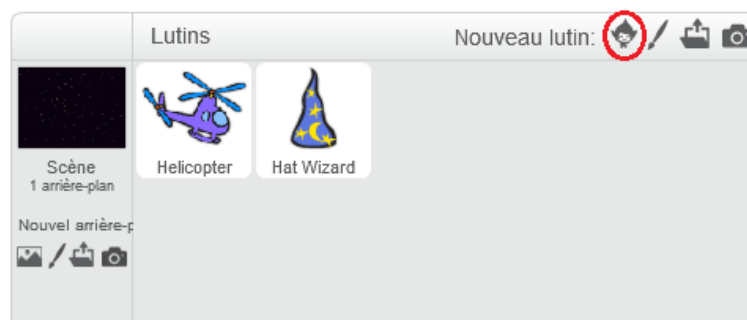 Lutins
Nouveau lutin:
Helicopter
Hat Wizard
Scène
1 arrière-plan
Nouvel arrière-p